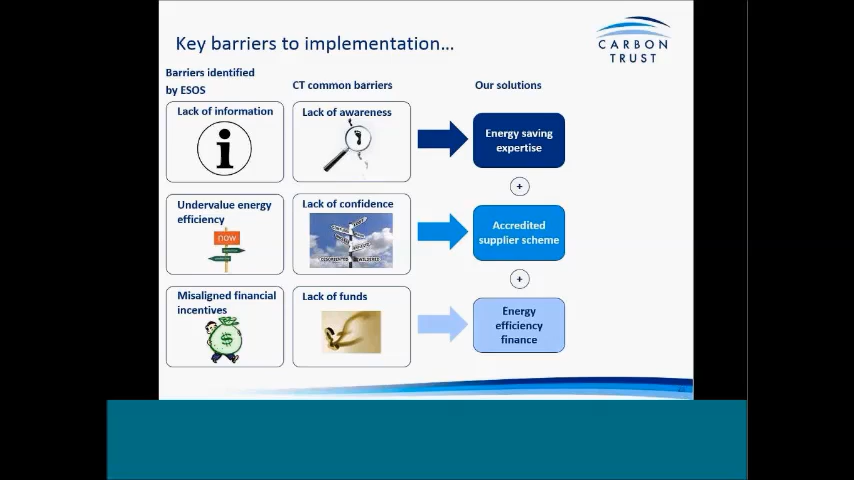 Key barriers to implementation...
CARBON
TRUST
Barriers identified
by ESOS
CT common barriers
Our solutions
Lack of information
i
Lack of awareness
Energy saving
expertise
+
Undervalue energy
efficiency
now
Lack of confidence
Accredited
supplier scheme
+
Misaligned financial
incentives
$
Lack of funds
Energy
efficiency
finance